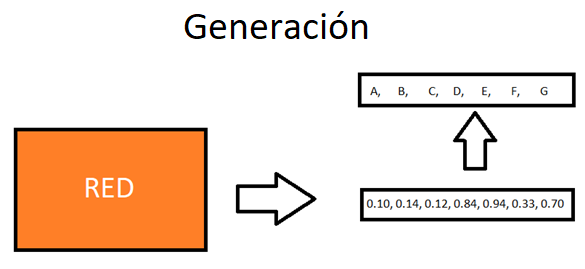 Generación
A, B, C, D, E, F, G
RED
0.10, 0.14, 0.12, 0.84, 0.94, 0.33, 0.70